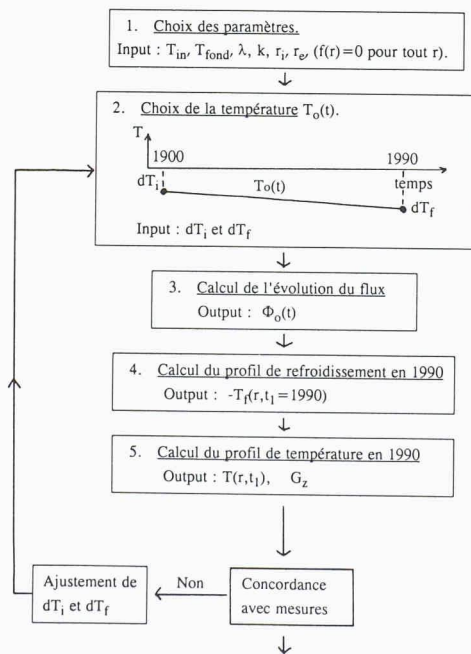 1. Choix des paramètres.
Input : T_in, T_fond, λ, k, r_i, r_e, (f(r)=0 pour tout r).
2. Choix de la température T_o(t).
T
1900
1990
dT_i
To(t)
temps
dT_f
Input : dT_i et dT_f
3. Calcul de l'évolution du flux
Output : Φ_o(t)
4. Calcul du profil de refroidissement en 1990
Output : -T_f(r,t_1=1990)
5. Calcul du profil de température en 1990
Output : T(r,t_1), G_z
Ajustement de
dT_i et dT_f
Non
Concordance
avec mesures